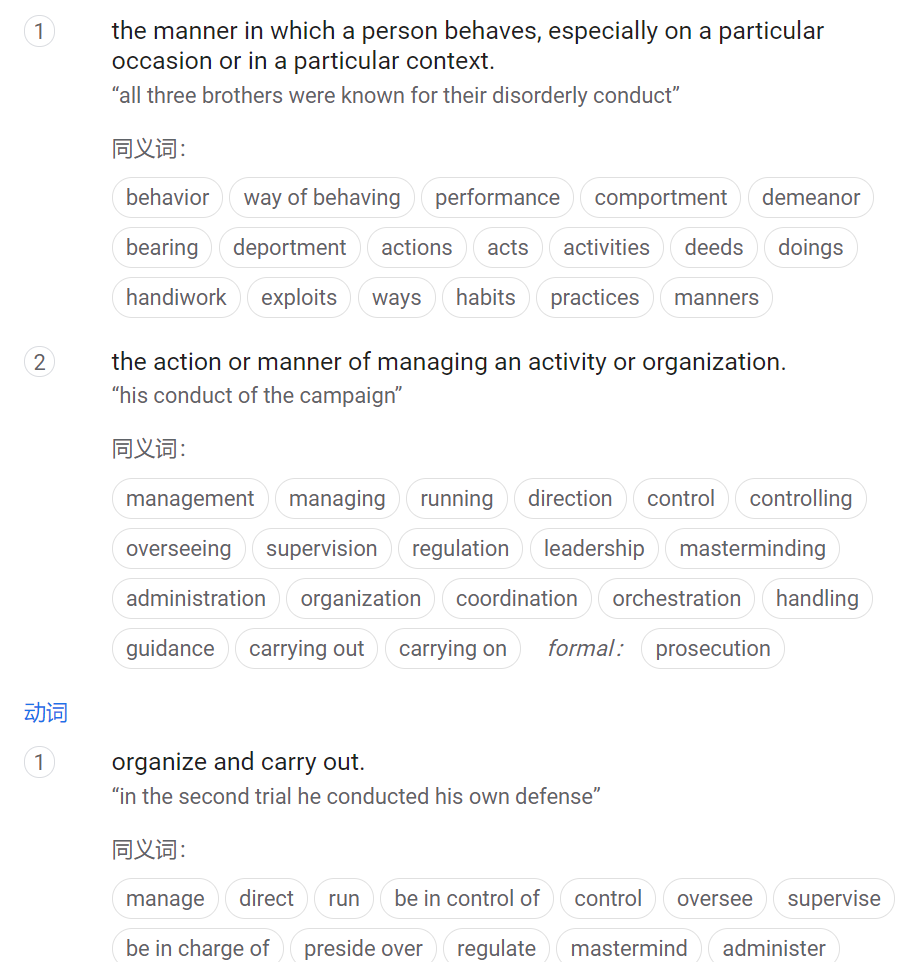 1 the manner in which a person behaves, especially on a particular
occasion or in a particular context.
“all three brothers were known for their disorderly conduct”
同义词：
behavior way of behaving performance comportment demeanor
bearing deportment actions acts activities deeds doings
handiwork exploits ways habits practices manners
2 the action or manner of managing an activity or organization.
“his conduct of the campaign”
同义词：
management managing running direction control controlling
overseeing supervision regulation leadership masterminding
administration organization coordination orchestration handling
guidance carrying out carrying on formal： prosecution
动词
1 organize and carry out.
“in the second trial he conducted his own defense”
同义词：
manage direct run be in control of control oversee supervise
be in charge of preside over regulate mastermind administer